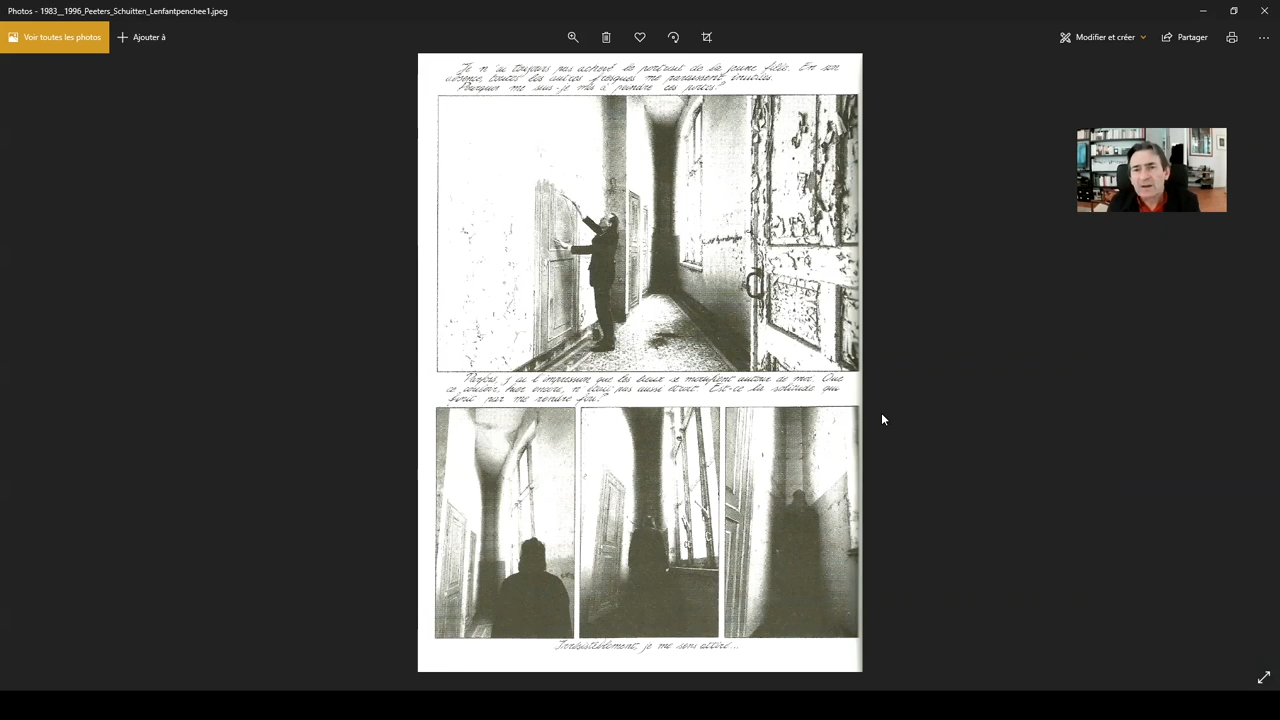 Photos - 1983__1996_Peeters_Schuitten_Lenfantpenchee1.jpeg
Voir toutes les photos
Ajouter à
Modifier et créer
Partager
Je n'ai toujours pas achevé le portrait de la jeune fille. En son
absence, toutes les autres fresques me paraissent inutiles.
Pourquoi me suis-je mis à peindre ces portes?
Parfois, j'ai l'impression que les lieux se modifient autour de moi. Que
ce couloir, hier encore, n'était pas aussi étroit. Est-ce la solitude qui
finit par me rendre fou?
Irrésistiblement, je me sens attiré...